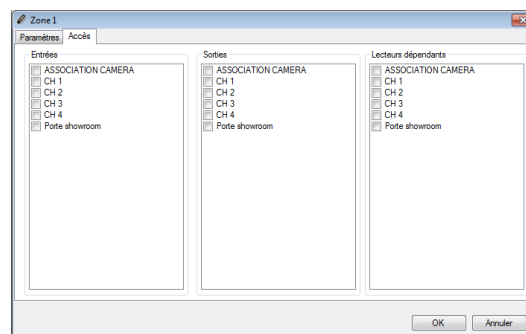 Zone1
Paramètres Accès
Entrées
ASSOCIATION CAMERA
CH 1
CH 2
CH 3
CH 4
Porte showroom
Sorties
ASSOCIATION CAMERA
CH 1
CH 2
CH 3
CH 4
Porte showroom
Lecteurs dépendants
ASSOCIATION CAMERA
CH 1
CH 2
CH 3
CH 4
Porte showroom
OK Annuler